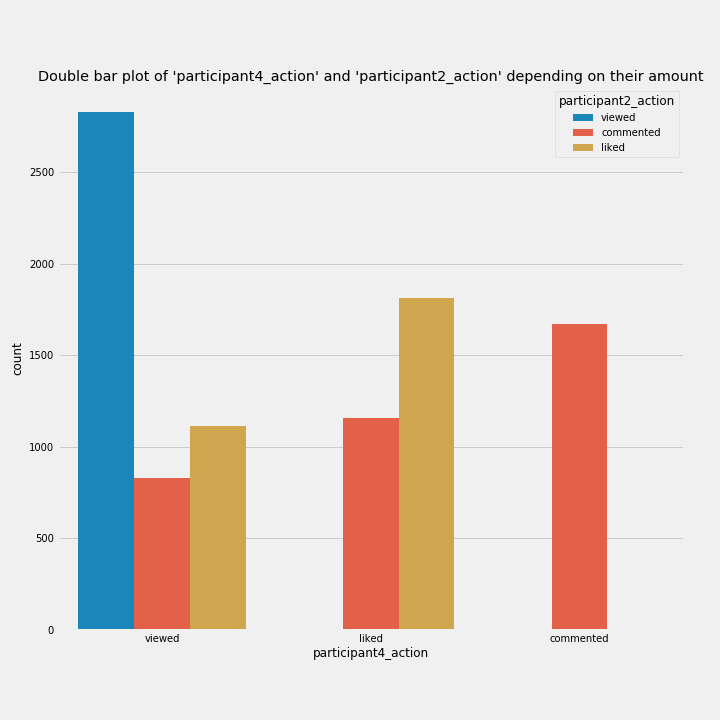 Double bar plot of 'participant4_action' and 'participant2_action' depending on their amount
participant2_action
viewed
commented
liked
2500
2000
1500
1000
500
0
count
viewed
liked
commented
participant4_action